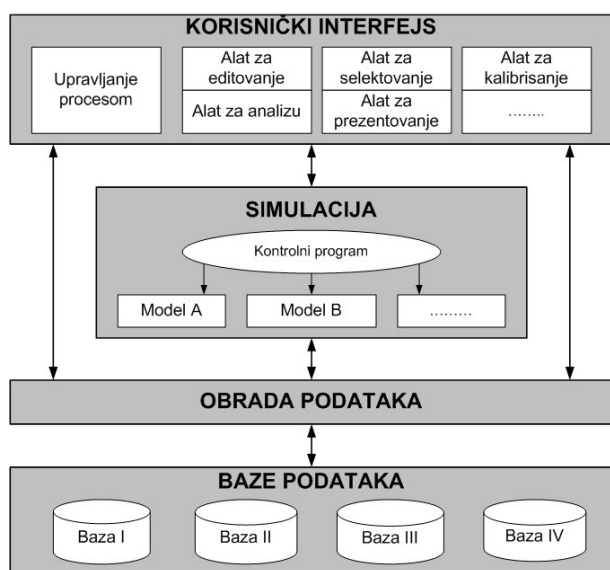 KORISNIČKI INTERFEJS
Upravljanje
procesom
Alat za
editovanje
Alat za analizu
Alat za
selektovanje
Alat za
prezentovanje
Alat za
kalibrisanje
........
SIMULACIJA
Kontrolni program
Model A
Model B
.........
OBRADA PODATAKA
BAZE PODATAKA
Baza I
Baza II
Baza III
Baza IV